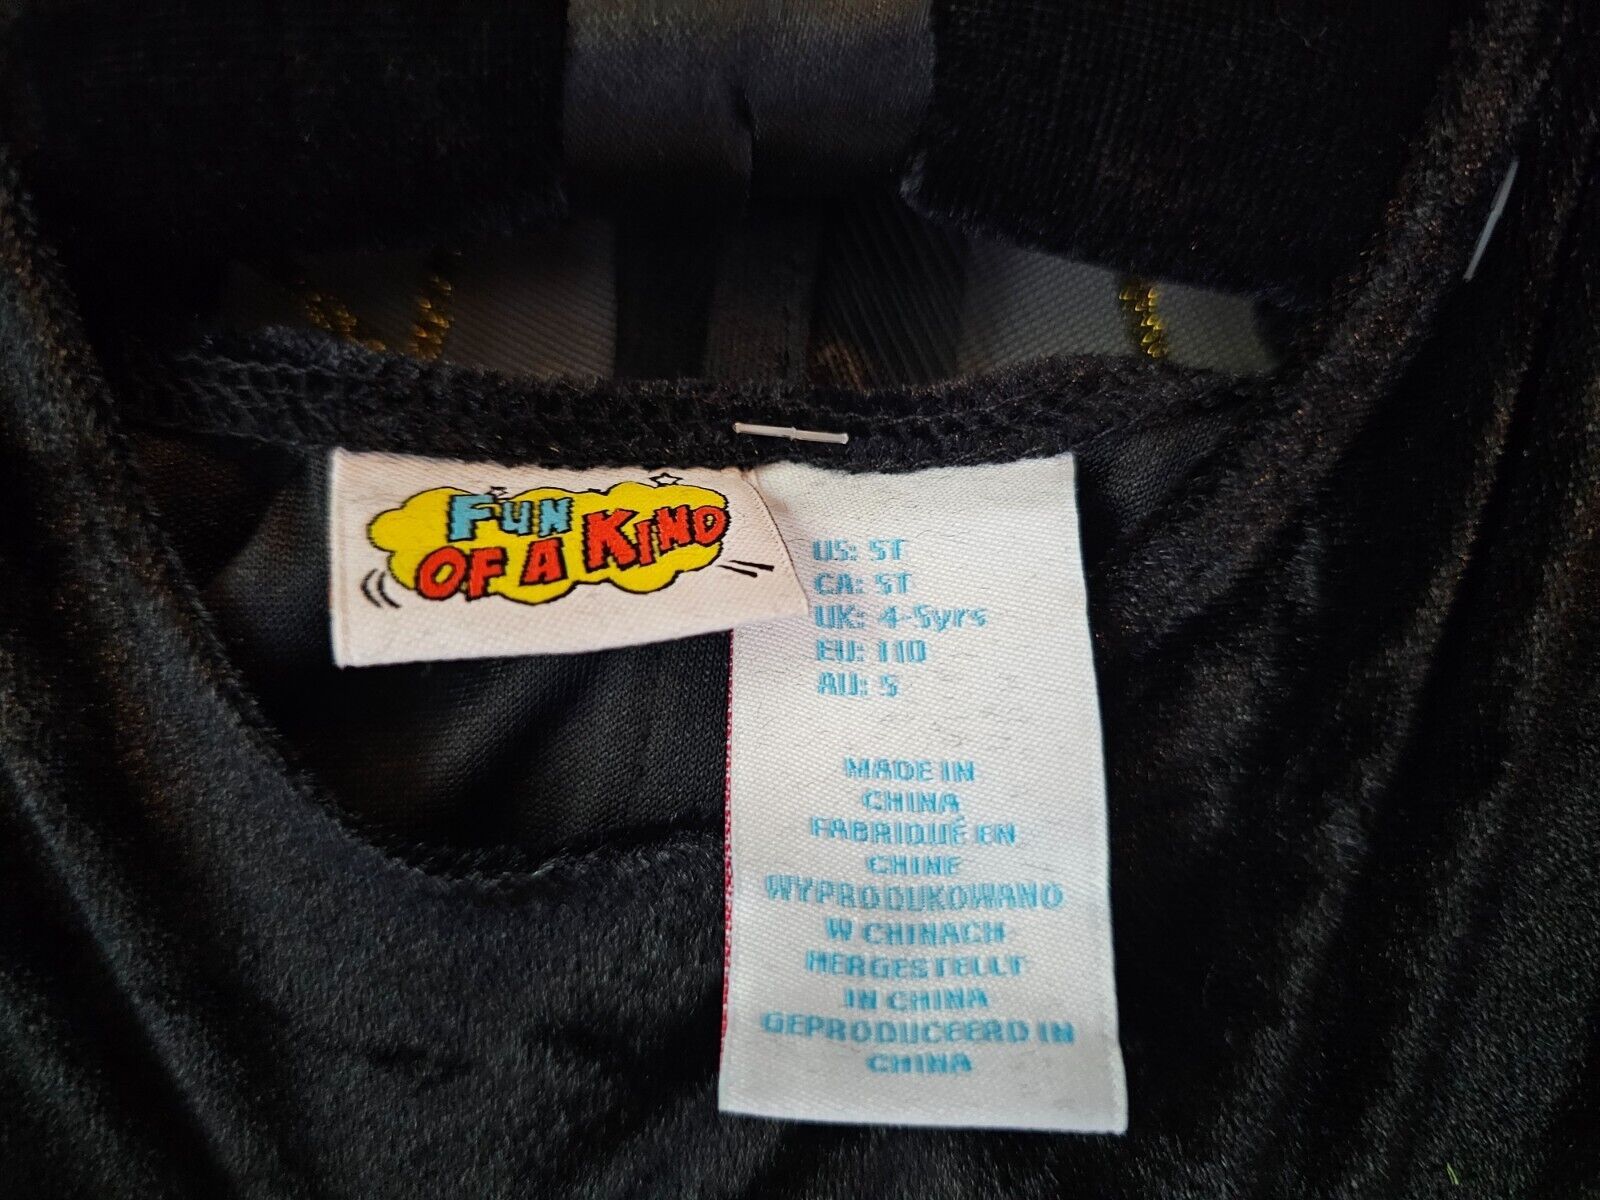 FUN
OF A KIND
US: 5T
CA: 5T
UK: 4-5yrs
EU: 110
AU: 5
MADE IN
CHINA
FABRIQUÉ EN
CHINE
WYPRODUKOWANO
W CHINACH
HERGESTELLT
IN CHINA
GEPRODUCEERD IN
CHINA